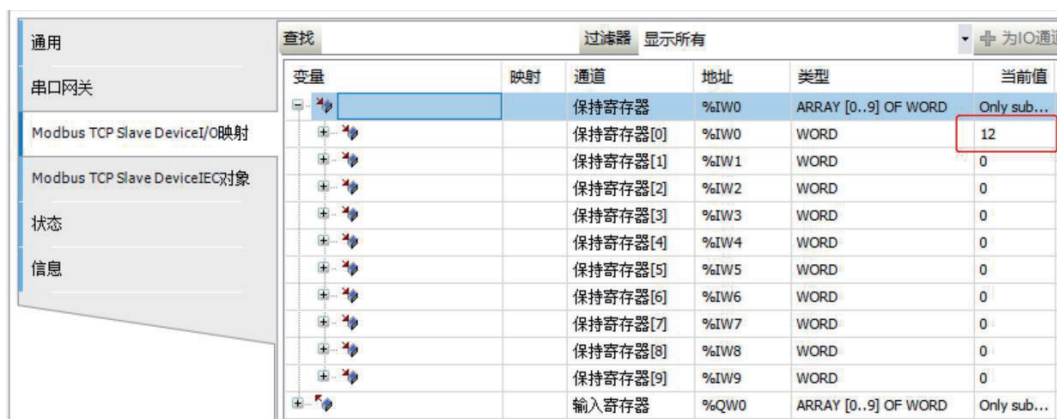 通用
串口网关
Modbus TCP Slave DeviceI/O映射
Modbus TCP Slave DeviceIEC对象
状态
信息
查找 过滤器 显示所有 为IO通
变量 映射 通道 地址 类型 当前值
保持寄存器 %IW0 ARRAY [0..9] OF WORD Only sub...
保持寄存器[0] %IW0 WORD 12
保持寄存器[1] %IW1 WORD 0
保持寄存器[2] %IW2 WORD 0
保持寄存器[3] %IW3 WORD 0
保持寄存器[4] %IW4 WORD 0
保持寄存器[5] %IW5 WORD 0
保持寄存器[6] %IW6 WORD 0
保持寄存器[7] %IW7 WORD 0
保持寄存器[8] %IW8 WORD 0
保持寄存器[9] %IW9 WORD 0
输入寄存器 %QW0 ARRAY [0..9] OF WORD Only sub...